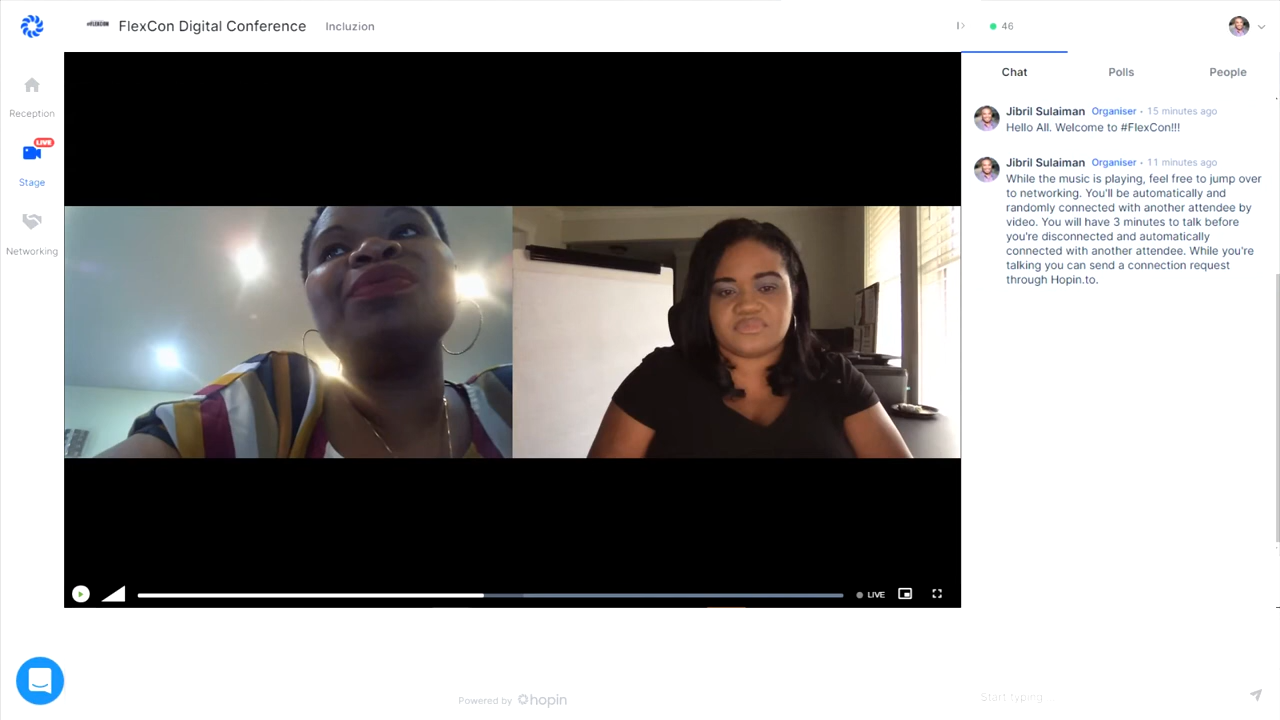 #FLEXCON
FlexCon Digital Conference
Incluzion
46
Reception
LIVE
Stage
Networking
Chat
Polls
People
Jibril Sulaiman Organiser • 15 minutes ago
Hello All. Welcome to #FlexCon!!!
Jibril Sulaiman Organiser • 11 minutes ago
While the music is playing, feel free to jump over
to networking. You'll be automatically and
randomly connected with another attendee by
video. You will have 3 minutes to talk before
you're disconnected and automatically
connected with another attendee. While you're
talking you can send a connection request
through Hopin.to.
LIVE
Powered by hopin
Start typing...